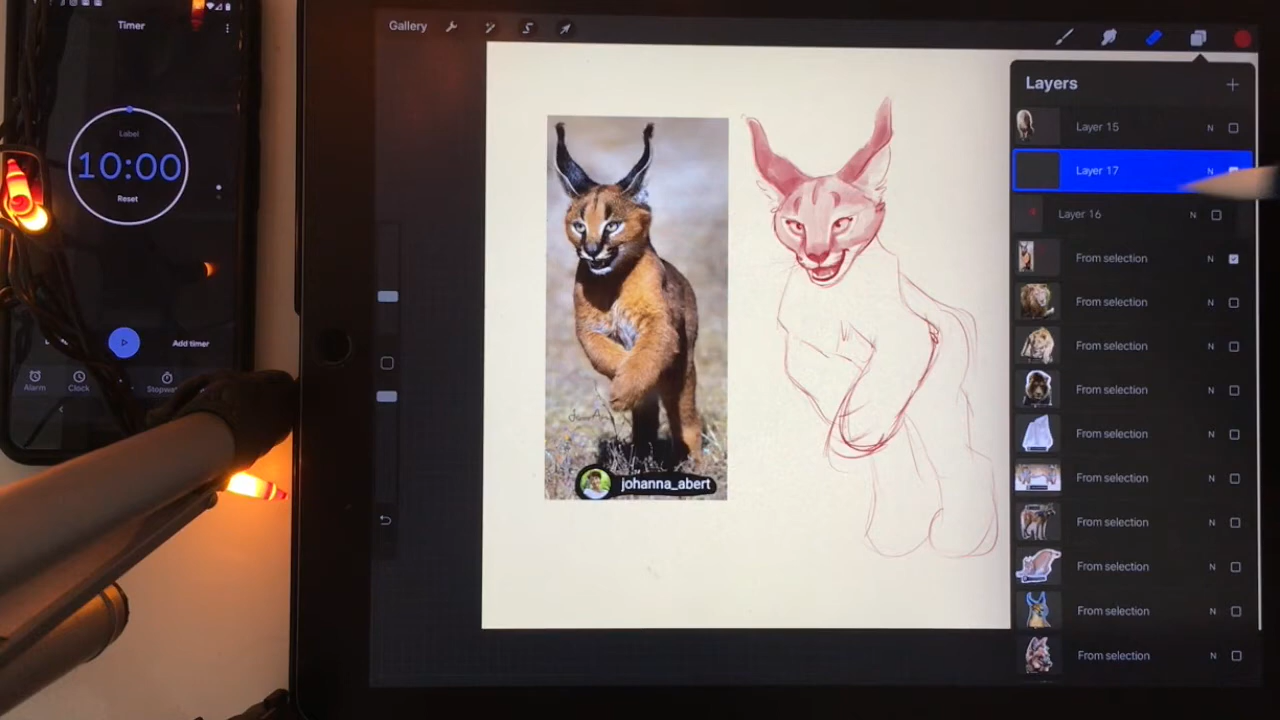 Timer
Label
10:00
Reset
Add timer
Alarm
Clock
Gallery
johanna_abert
Layers
Layer 15 N
Layer 17 N
Layer 16 N
From selection N
From selection N
From selection N
From selection N
From selection N
From selection N
From selection N
From selection N
From selection N
From selection N